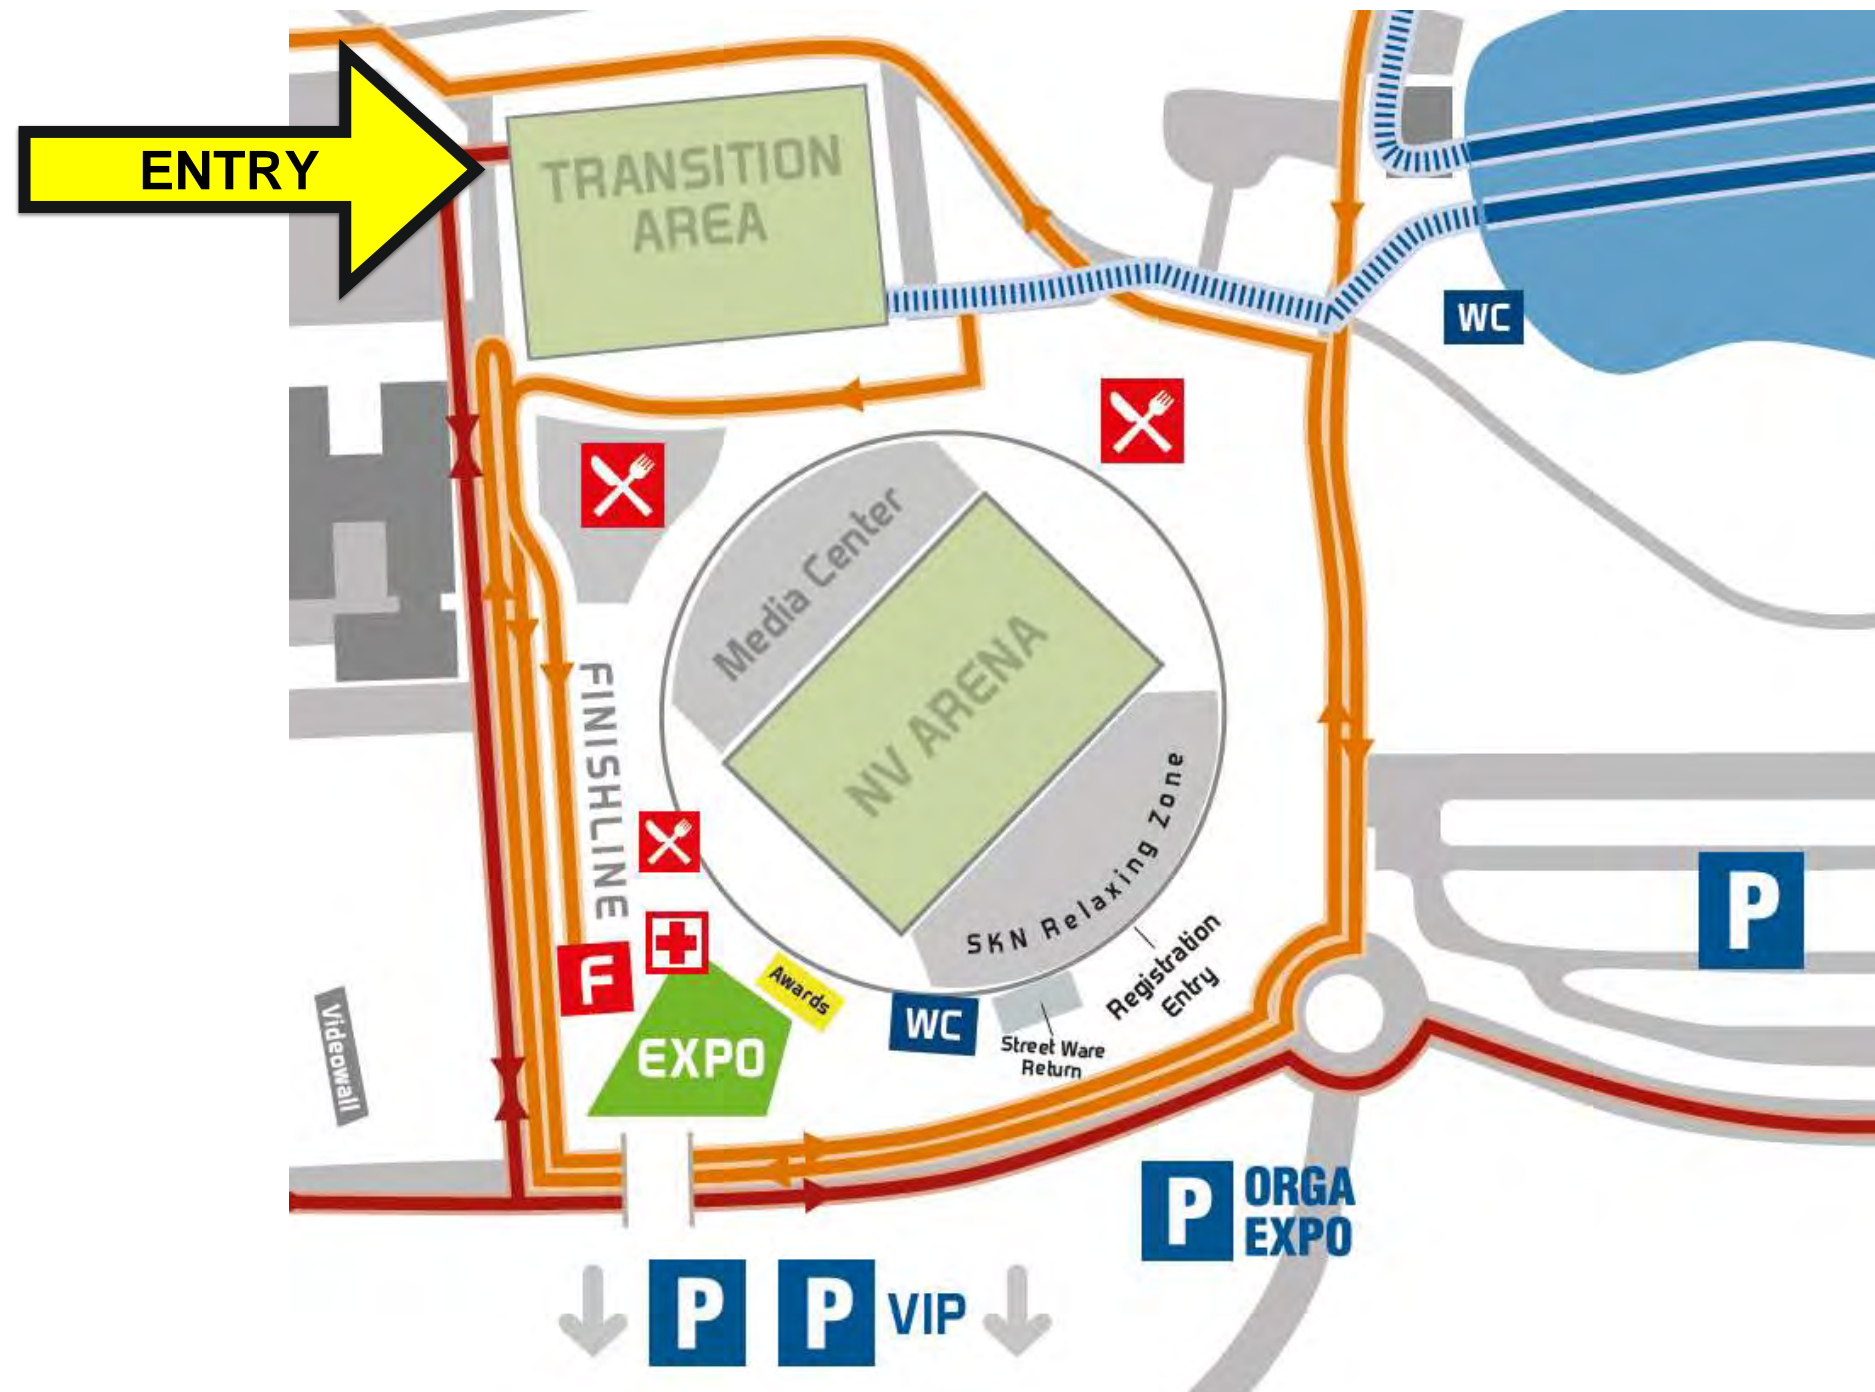 ENTRY
TRANSITION
AREA
WC
Media Center
NV ARENA
FINISHLINE
SKN Relaxing Zone
P
Registration
Entry
F
Awards
WC
Street Ware
Return
EXPO
Videowall
P
ORGA
EXPO
P
P
VIP